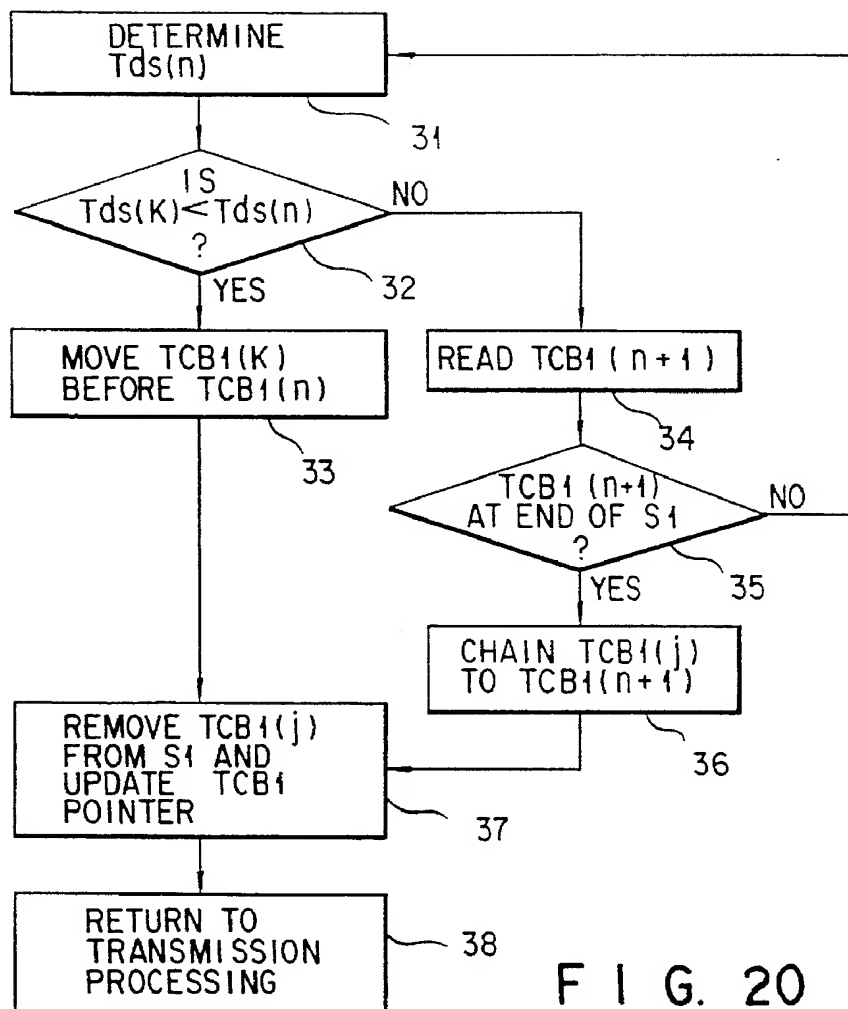 DETERMINE
Tds(n)
31
IS
Tds(K)<Tds(n)
?
NO
32
YES
MOVE TCB1(K)
BEFORE TCB1(n)
33
READ TCB1(n+1)
34
TCB1(n+1)
AT END OF S1
?
NO
35
YES
CHAIN TCB1(j)
TO TCB1(n+1)
36
REMOVE TCB1(j)
FROM S1 AND
UPDATE TCB1
POINTER
37
RETURN TO
TRANSMISSION
PROCESSING
38
FIG. 20